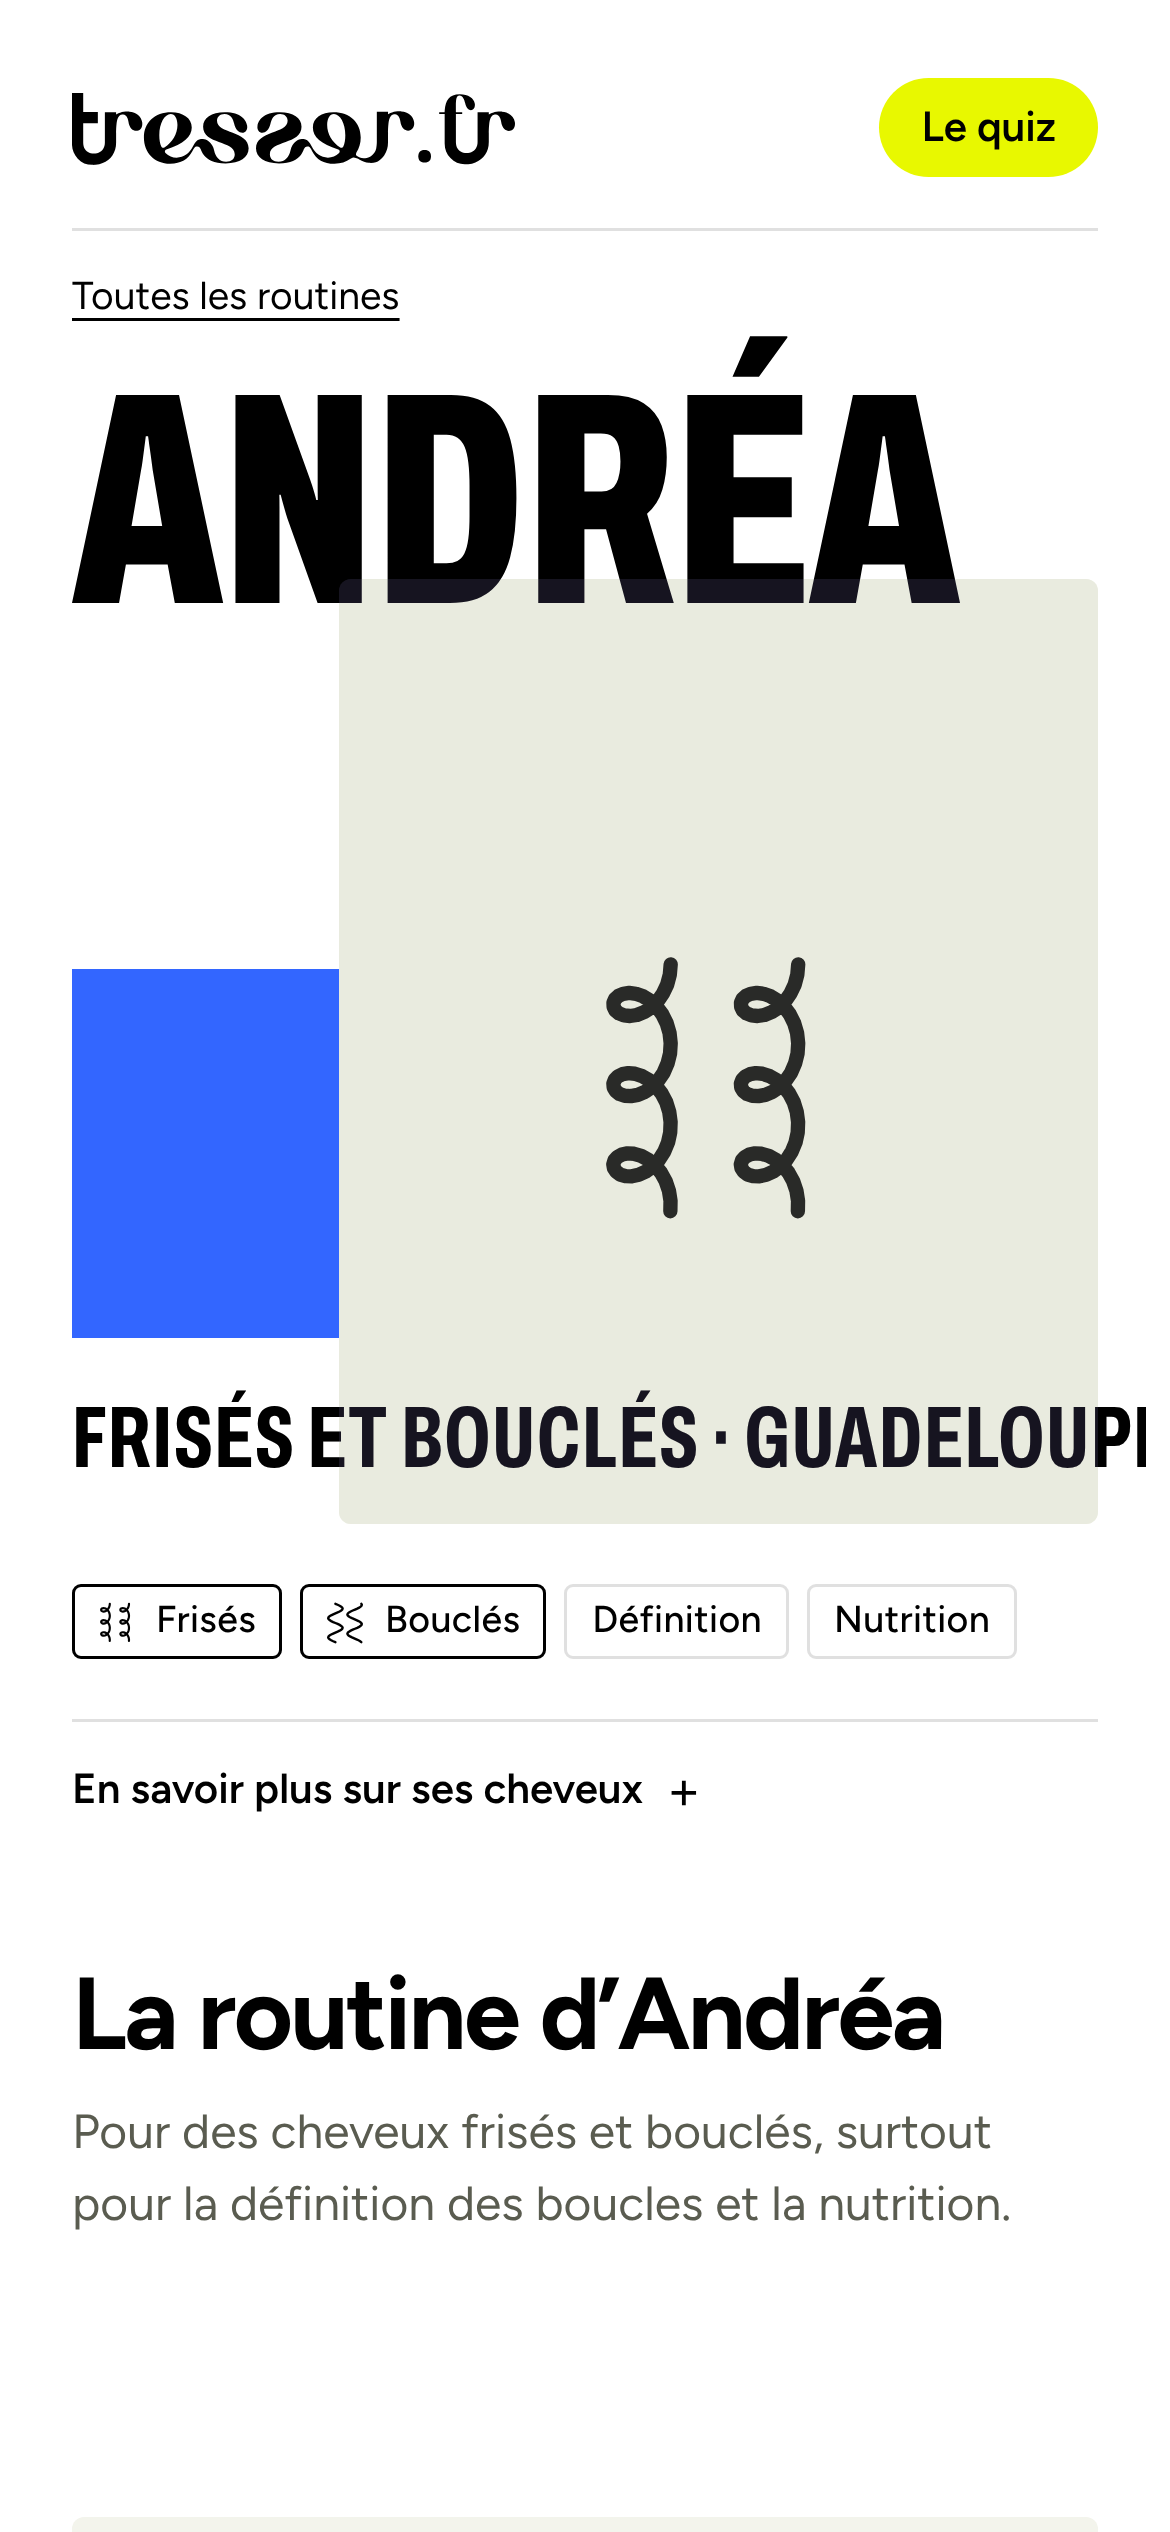 tressor.fr
Le quiz
Toutes les routines
ANDRÉA
FRISÉS ET BOUCLÉS · GUADELOUP
Frisés
Bouclés
Définition
Nutrition
En savoir plus sur ses cheveux +
La routine d’Andréa
Pour des cheveux frisés et bouclés, surtout
pour la définition des boucles et la nutrition.